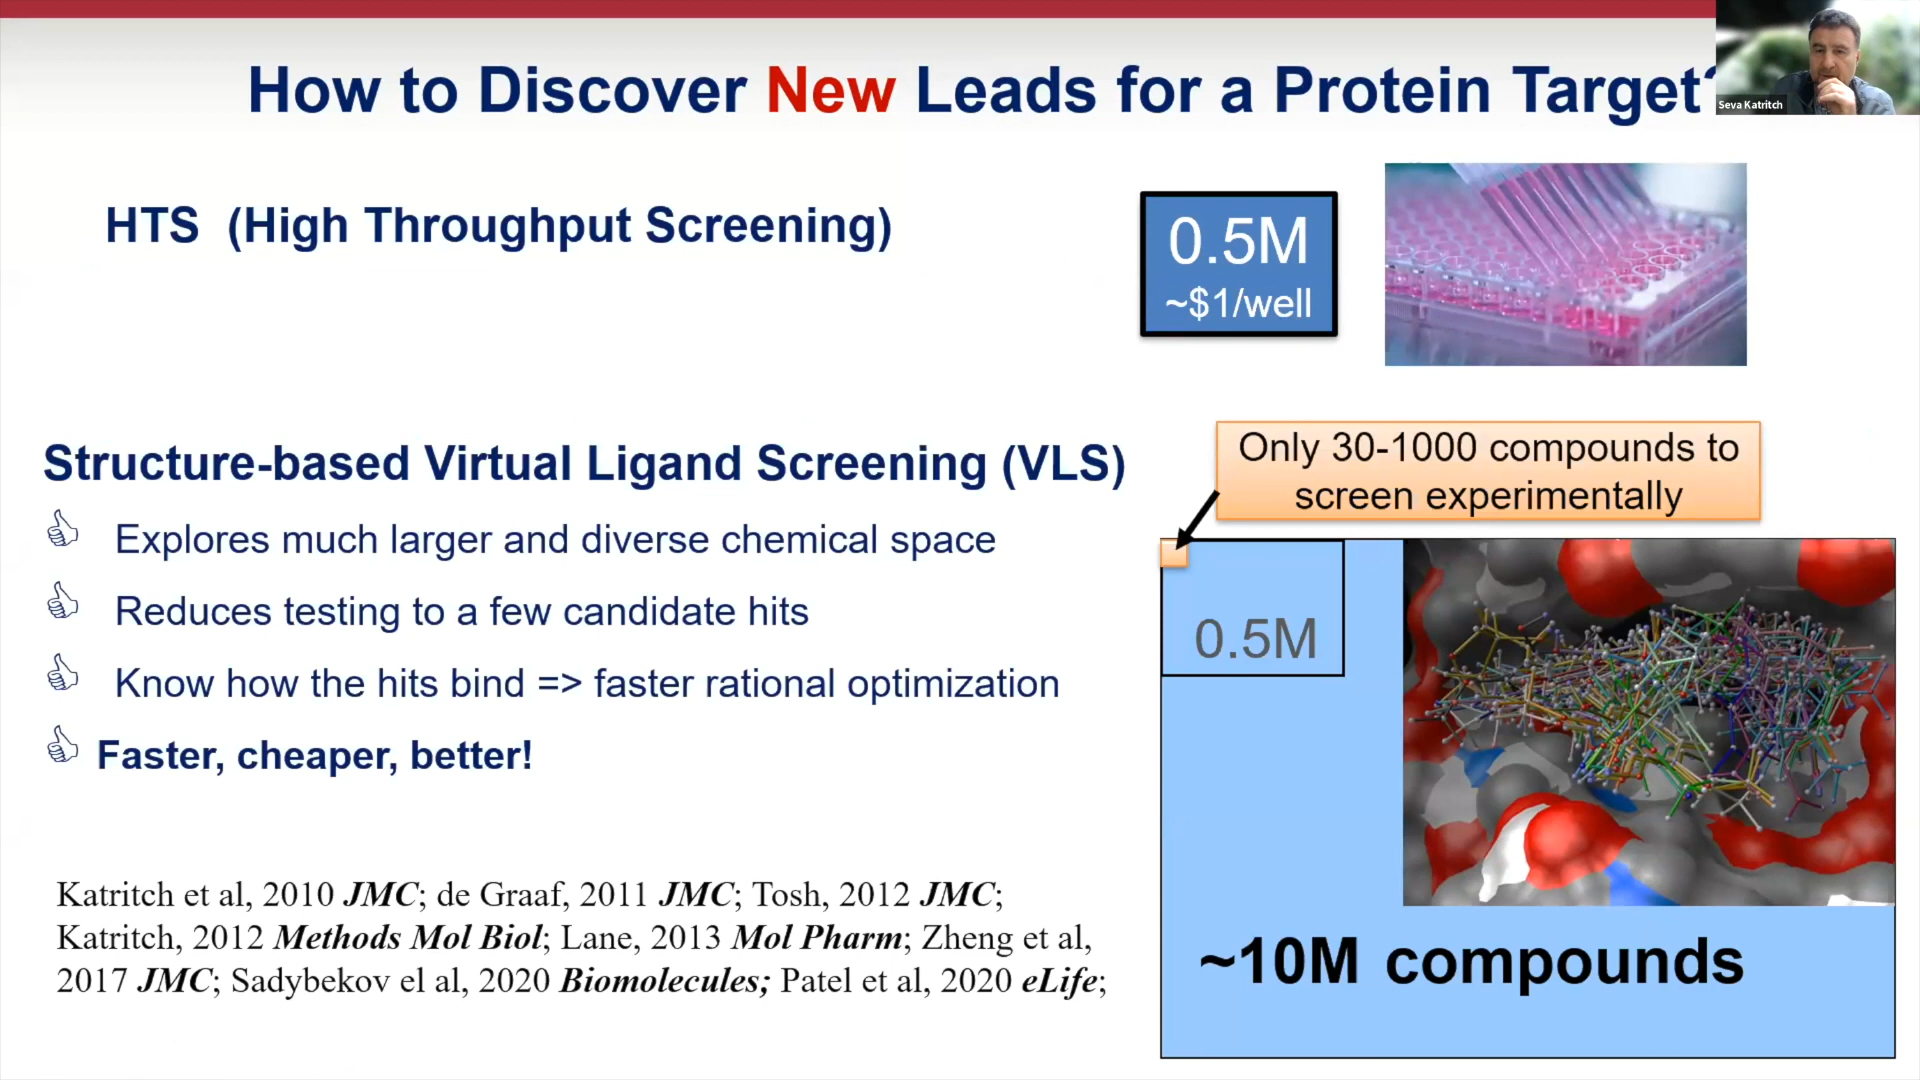 How to Discover New Leads for a Protein Target?
Seva Katritch
HTS (High Throughput Screening)
0.5M
~$1/well
Structure-based Virtual Ligand Screening (VLS)
Explores much larger and diverse chemical space
Reduces testing to a few candidate hits
Know how the hits bind => faster rational optimization
Faster, cheaper, better!
Only 30-1000 compounds to
screen experimentally
0.5M
~10M compounds
Katritch et al, 2010 JMC; de Graaf, 2011 JMC; Tosh, 2012 JMC;
Katritch, 2012 Methods Mol Biol; Lane, 2013 Mol Pharm; Zheng et al,
2017 JMC; Sadybekov el al, 2020 Biomolecules; Patel et al, 2020 eLife;